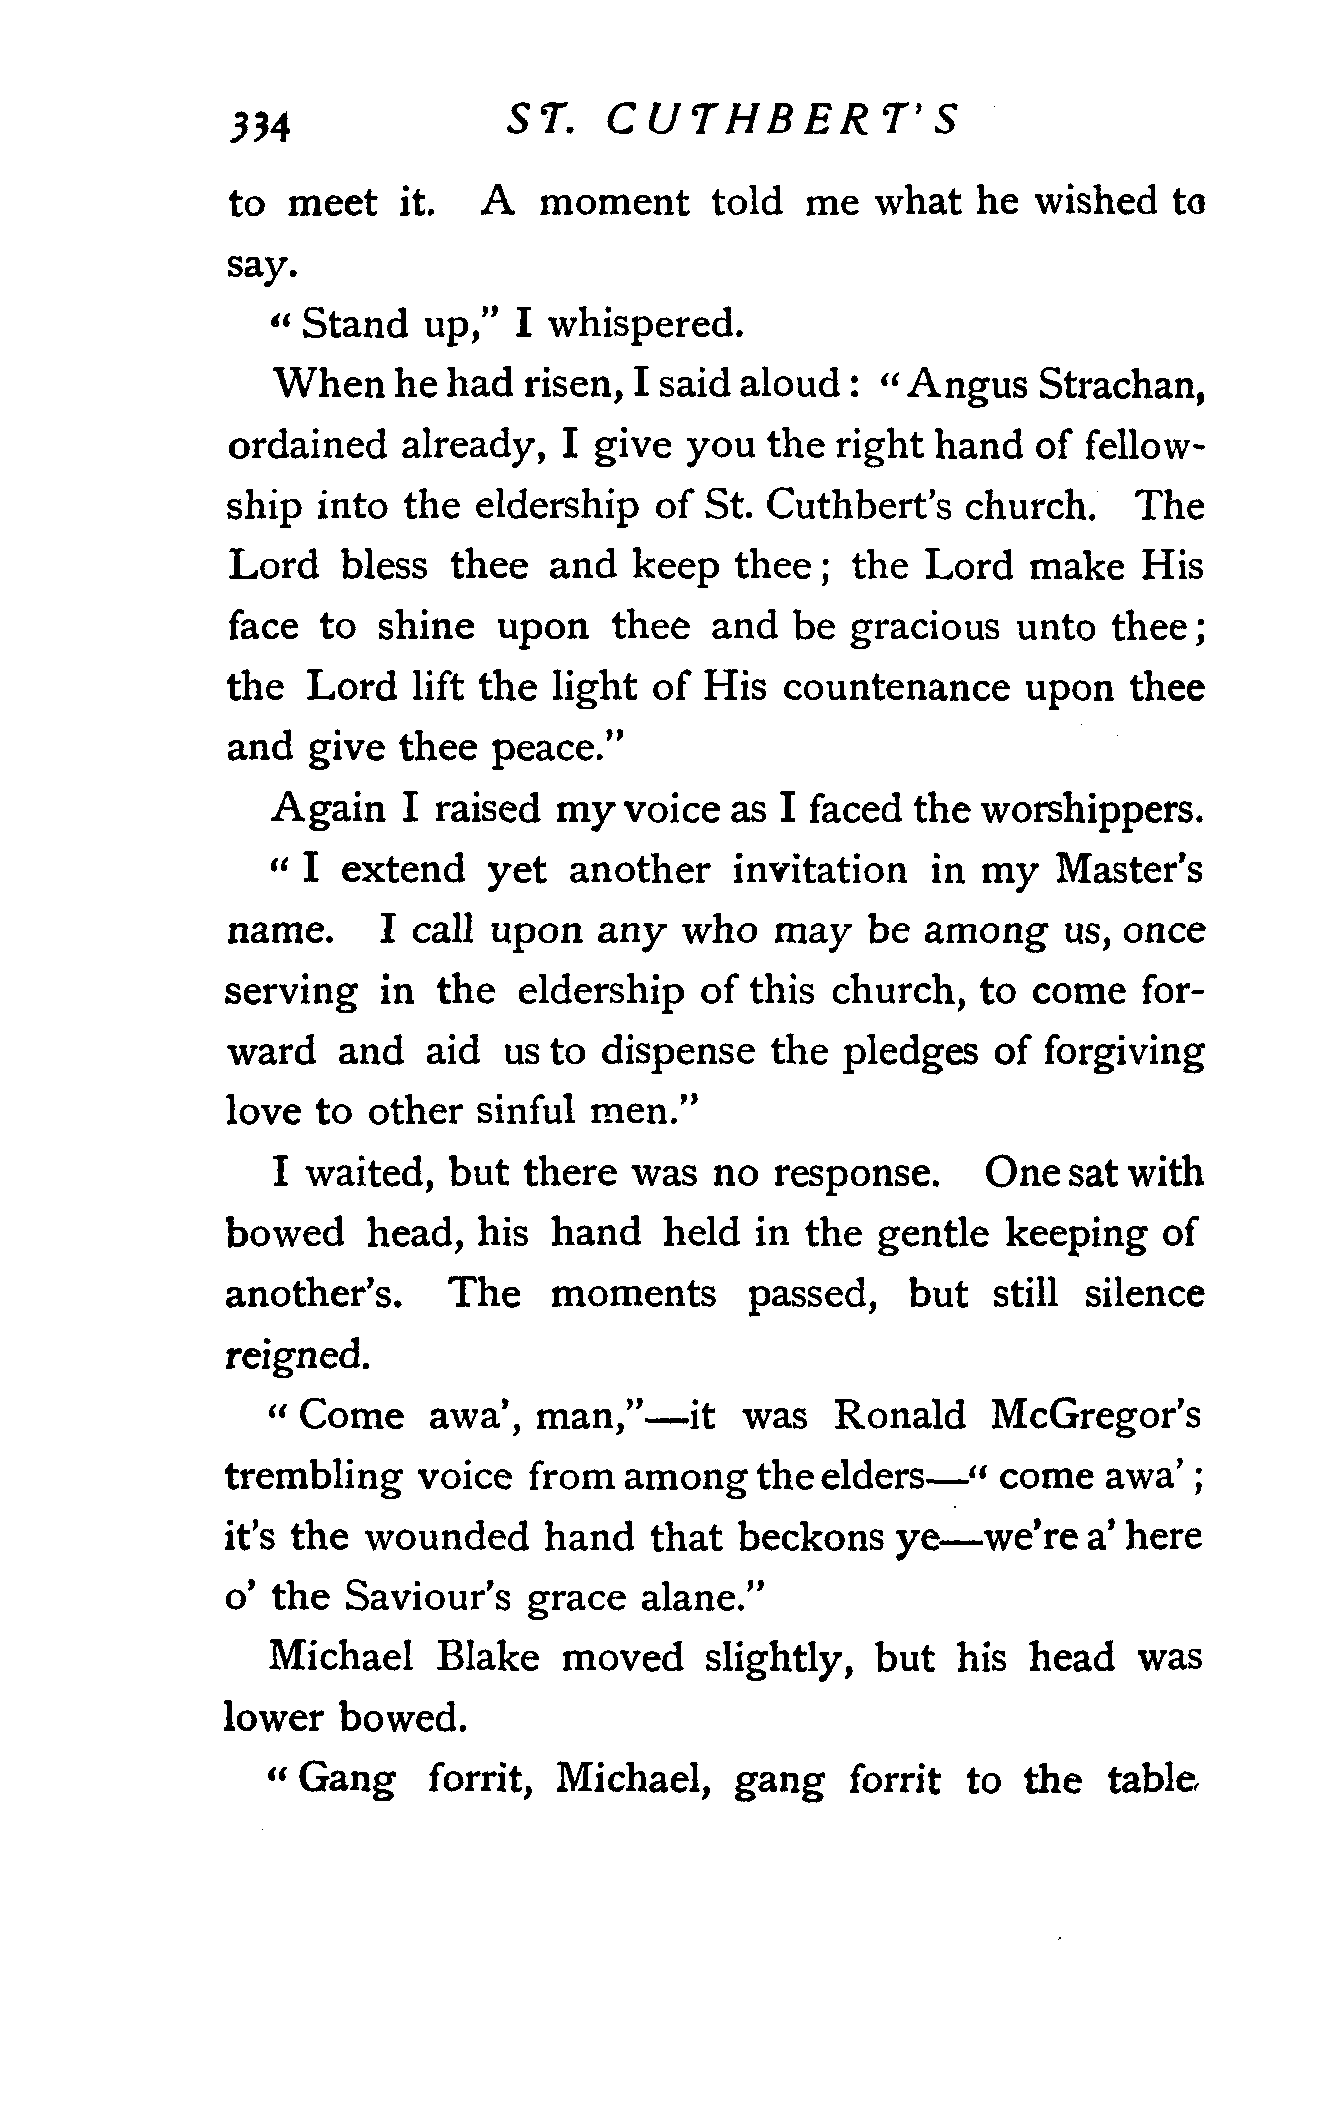 334 ST. CUTHBERT'S
to meet it. A moment told me what he wished to
say.
" Stand up," I whispered.
When he had risen, I said aloud : " Angus Strachan,
ordained already, I give you the right hand of fellow-
ship into the eldership of St. Cuthbert's church. The
Lord bless thee and keep thee ; the Lord make His
face to shine upon thee and be gracious unto thee ;
the Lord lift the light of His countenance upon thee
and give thee peace."
Again I raised my voice as I faced the worshippers.
" I extend yet another invitation in my Master's
name. I call upon any who may be among us, once
serving in the eldership of this church, to come for-
ward and aid us to dispense the pledges of forgiving
love to other sinful men."
I waited, but there was no response. One sat with
bowed head, his hand held in the gentle keeping of
another's. The moments passed, but still silence
reigned.
" Come awa', man,"—it was Ronald McGregor's
trembling voice from among the elders—" come awa' ;
it's the wounded hand that beckons ye—we're a' here
o' the Saviour's grace alane."
Michael Blake moved slightly, but his head was
lower bowed.
" Gang forrit, Michael, gang forrit to the table,